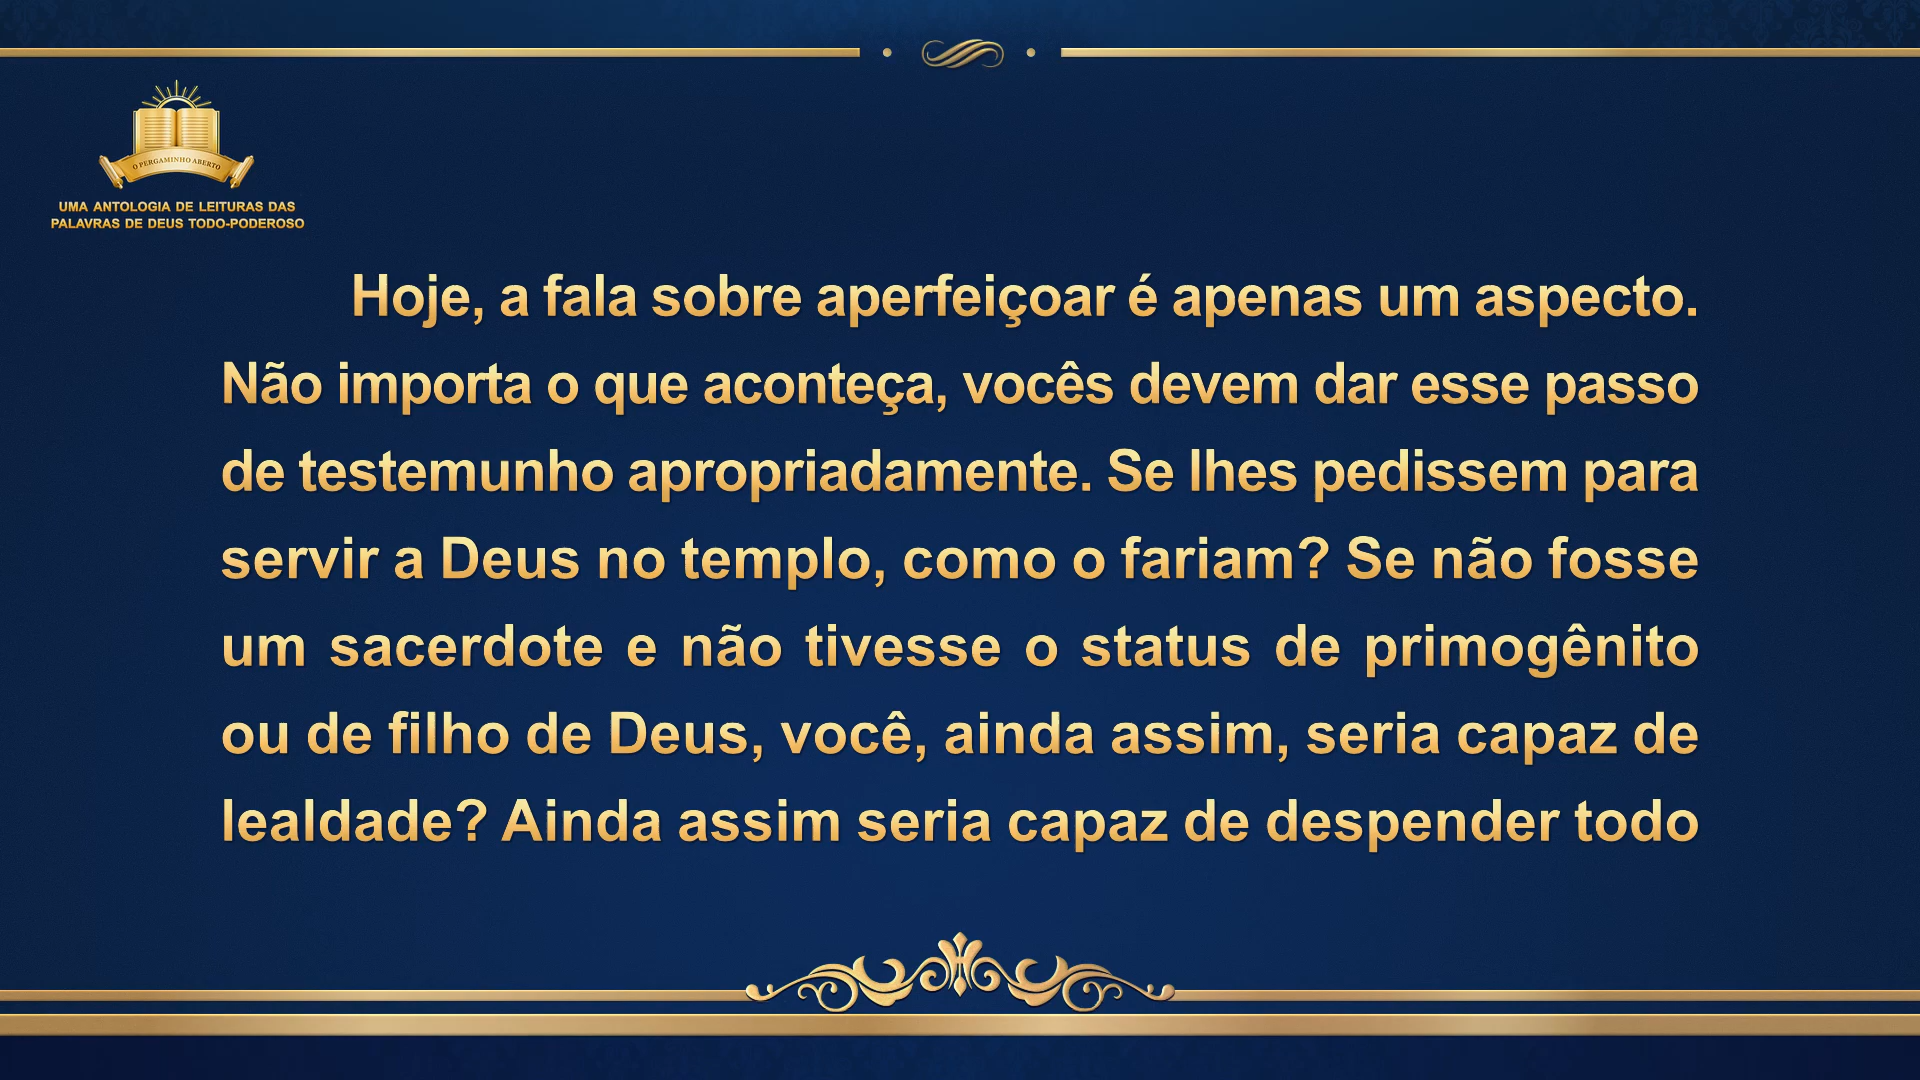 O PERGAMINHO ABERTO
UMA ANTOLOGIA DE LEITURAS DAS
PALAVRAS DE DEUS TODO-PODEROSO
Hoje, a fala sobre aperfeiçoar é apenas um aspecto.
Não importa o que aconteça, vocês devem dar esse passo
de testemunho apropriadamente. Se lhes pedissem para
servir a Deus no templo, como o fariam? Se não fosse
um sacerdote e não tivesse o status de primogênito
ou de filho de Deus, você, ainda assim, seria capaz de
lealdade? Ainda assim seria capaz de despender todo